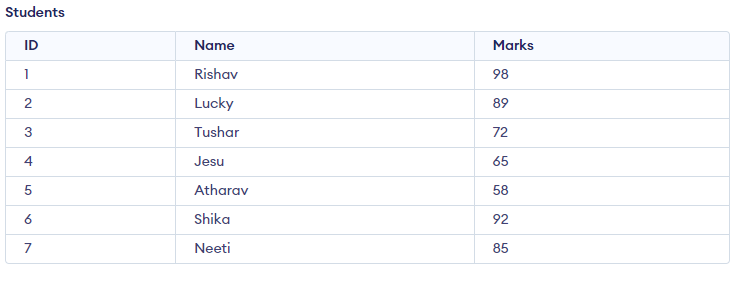 Students
ID Name Marks
1 Rishav 98
2 Lucky 89
3 Tushar 72
4 Jesu 65
5 Atharav 58
6 Shika 92
7 Neeti 85